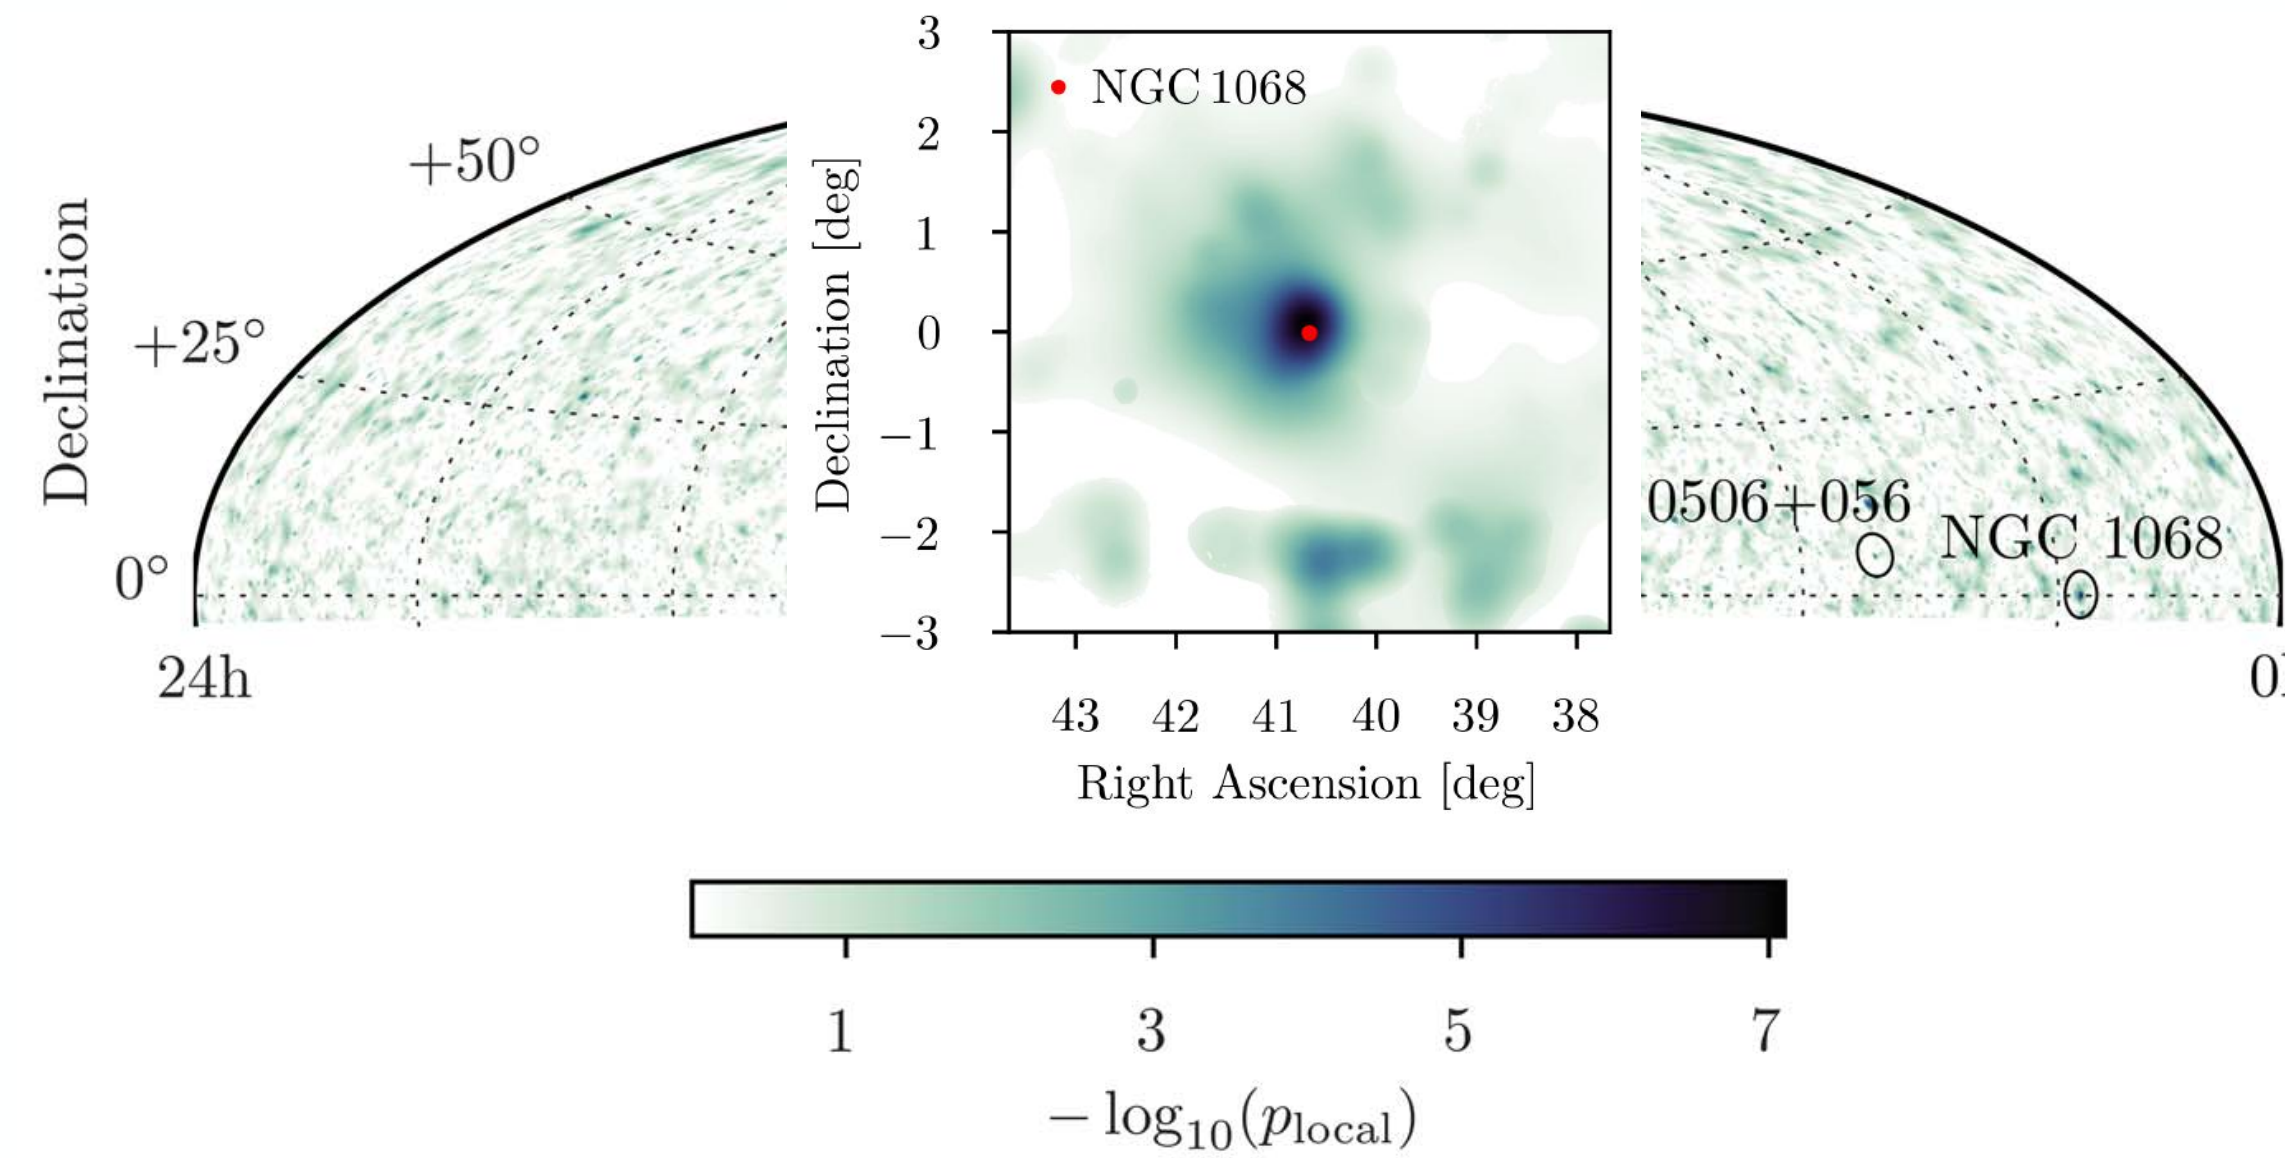 Declination
+50°
+25°
0°
24h
Declination [deg]
3
2
1
0
−1
−2
−3
NGC 1068
43 42 41 40 39 38
Right Ascension [deg]
0506+056
NGC 1068
1 3 5 7
− log₁₀(p_local)